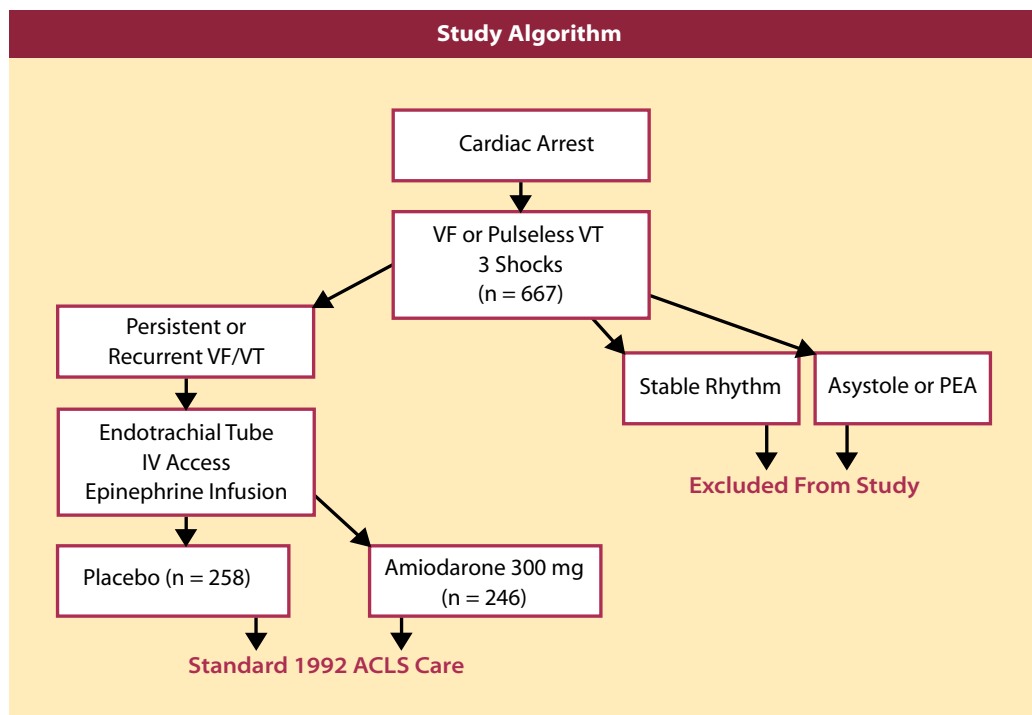 Study Algorithm
Cardiac Arrest
VF or Pulseless VT
3 Shocks
(n = 667)
Persistent or
Recurrent VF/VT
Stable Rhythm
Asystole or PEA
Endotrachial Tube
IV Access
Epinephrine Infusion
Excluded From Study
Placebo (n = 258)
Amiodarone 300 mg
(n = 246)
Standard 1992 ACLS Care